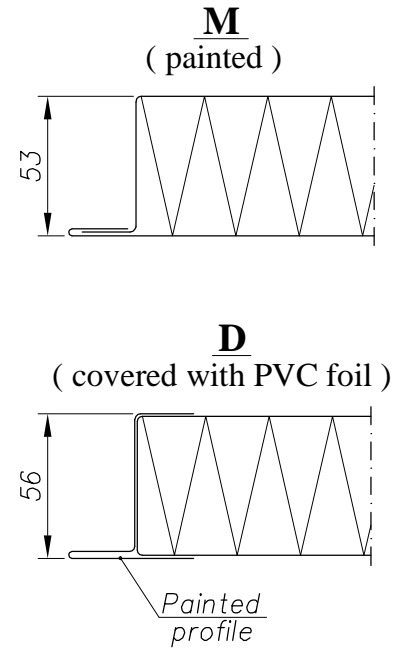 M
( painted )
53
D
( covered with PVC foil )
56
Painted
profile